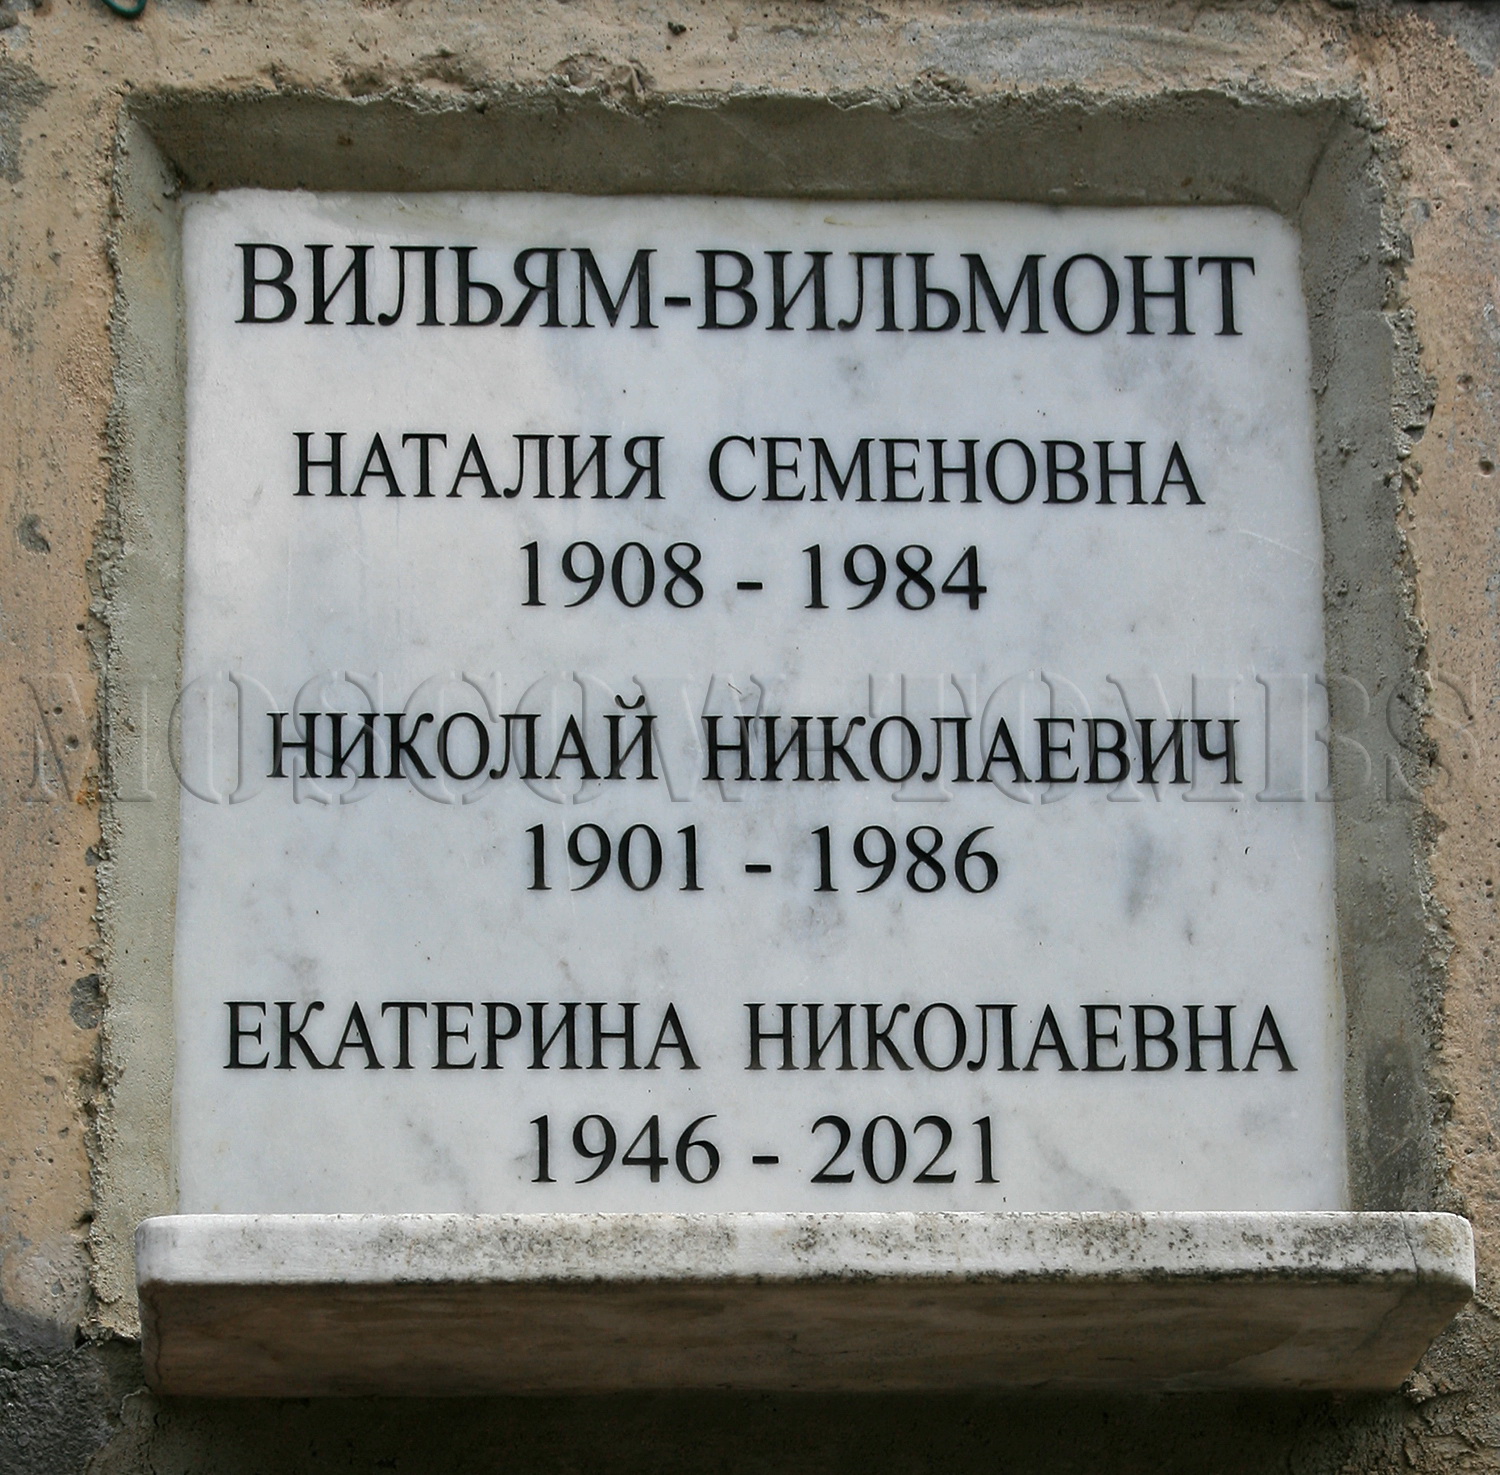 ВИЛЬЯМ-ВИЛЬМОНТ
НАТАЛИЯ СЕМЕНОВНА
1908 - 1984
MOSCOW-TOMBS
НИКОЛАЙ НИКОЛАЕВИЧ
1901 - 1986
ЕКАТЕРИНА НИКОЛАЕВНА
1946 - 2021